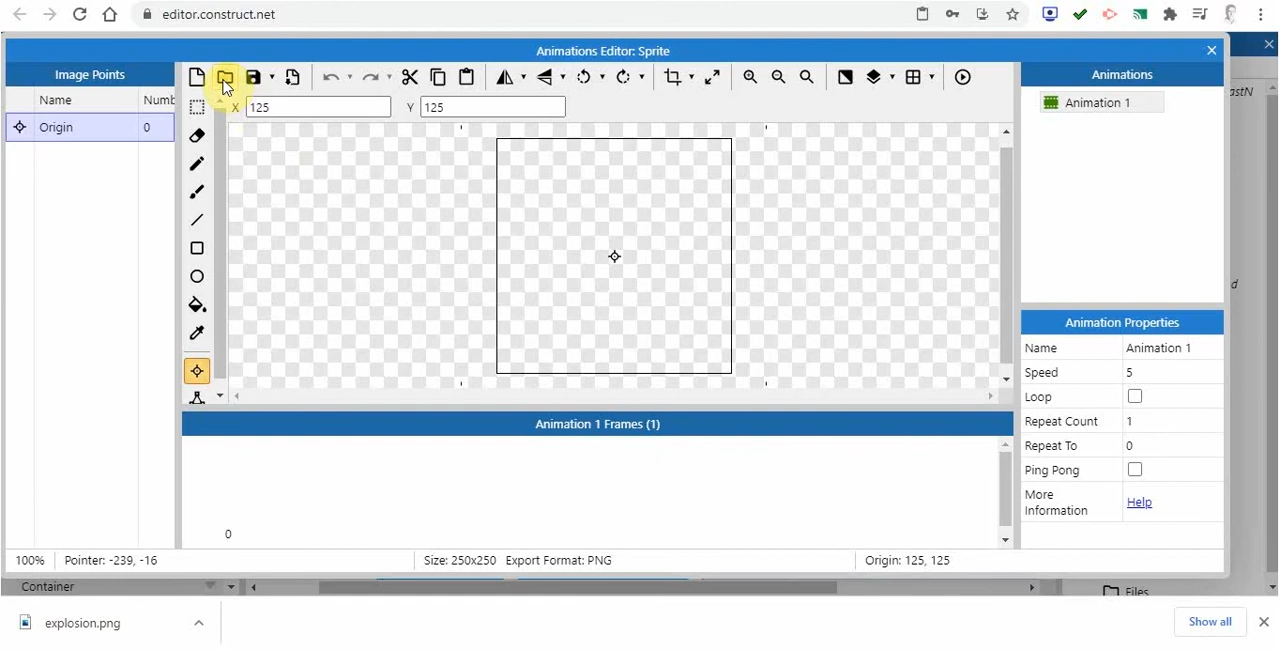 editor.construct.net
Animations Editor: Sprite
Image Points
Name Numb
Origin 0
X 125 Y 125
Animations
Animation 1
astN
d
Animation Properties
Name Animation 1
Speed 5
Loop
Repeat Count 1
Repeat To 0
Ping Pong
More Information Help
Animation 1 Frames (1)
0
100% Pointer: -239, -16 Size: 250x250 Export Format: PNG Origin: 125, 125
Container
Files
explosion.png
Show all